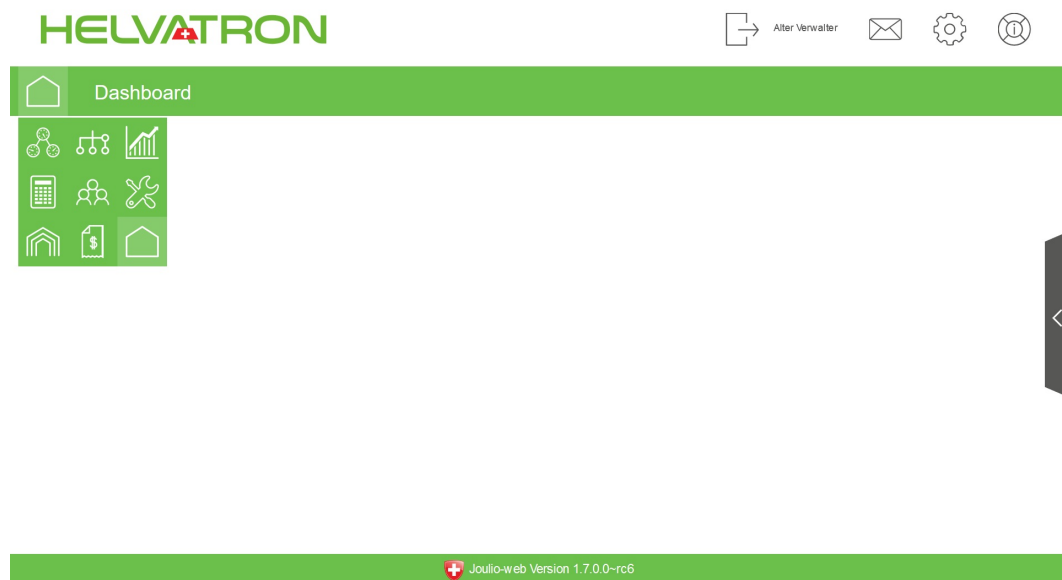 HELVATRON
Alter Verwalter
Dashboard
$
Joulio-web Version 1.7.0.0~rc6